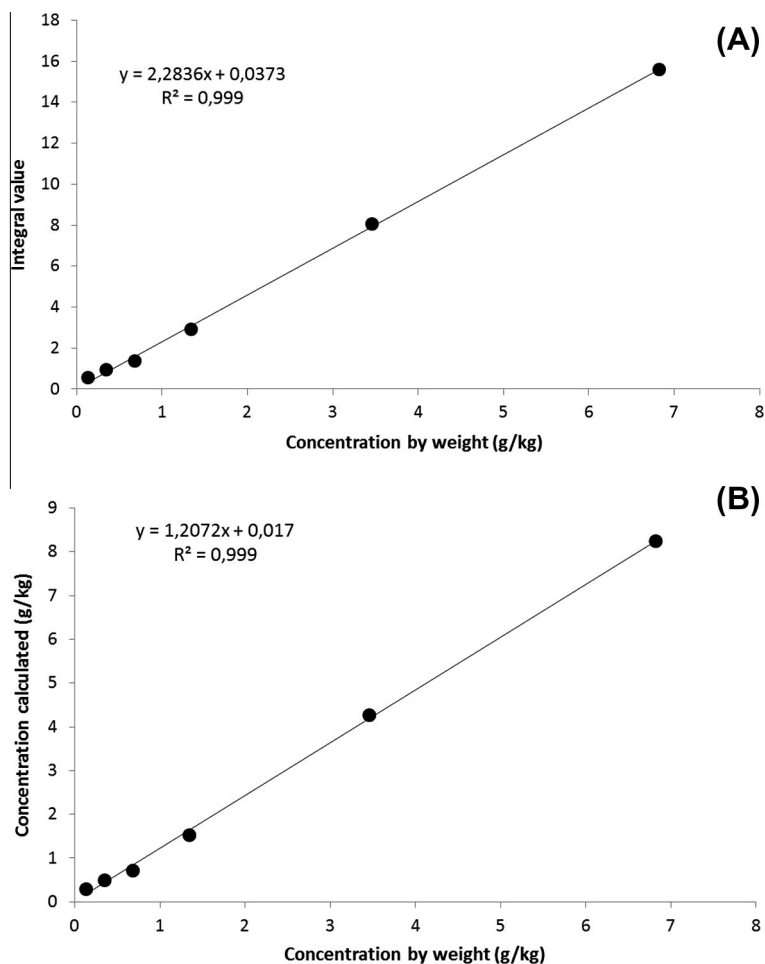 (A)
y = 2,2836x + 0,0373
R² = 0,999
Integral value
18
16
14
12
10
8
6
4
2
0
0 1 2 3 4 5 6 7 8
Concentration by weight (g/kg)
(B)
y = 1,2072x + 0,017
R² = 0,999
Concentration calculated (g/kg)
9
8
7
6
5
4
3
2
1
0
0 1 2 3 4 5 6 7 8
Concentration by weight (g/kg)